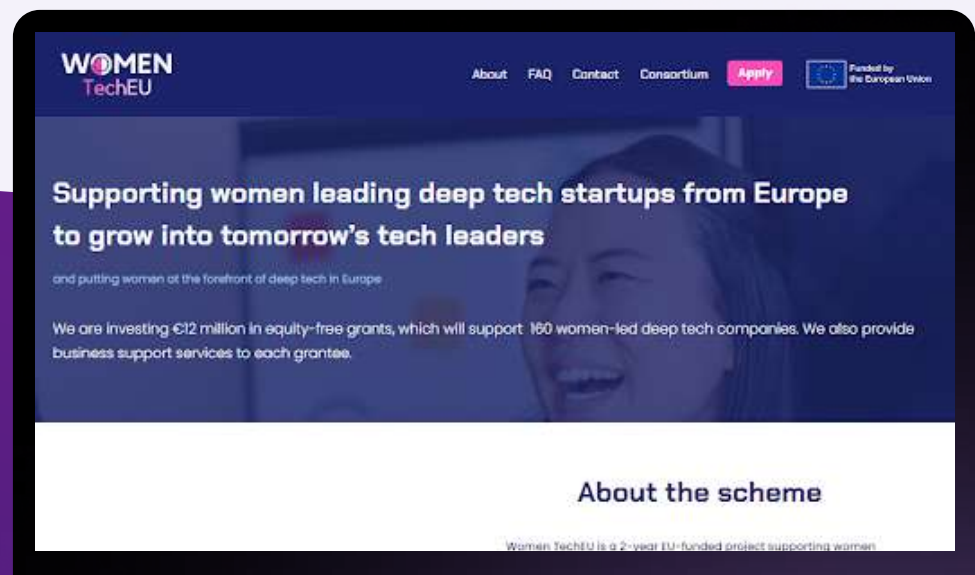 WOMEN
TechEU
About FAQ Contact Consortium Apply
Funded by
the European Union
Supporting women leading deep tech startups from Europe
to grow into tomorrow's tech leaders
and putting women at the forefront of deep tech in Europe
We are investing €12 million in equity-free grants, which will support 160 women-led deep tech companies. We also provide
business support services to each grantee.
About the scheme
Women TechEU is a 2-year EU-funded project supporting women